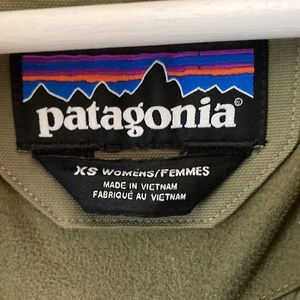 patagonia®
XS WOMENS/FEMMES
MADE IN VIETNAM
FABRIQUÉ AU VIETNAM